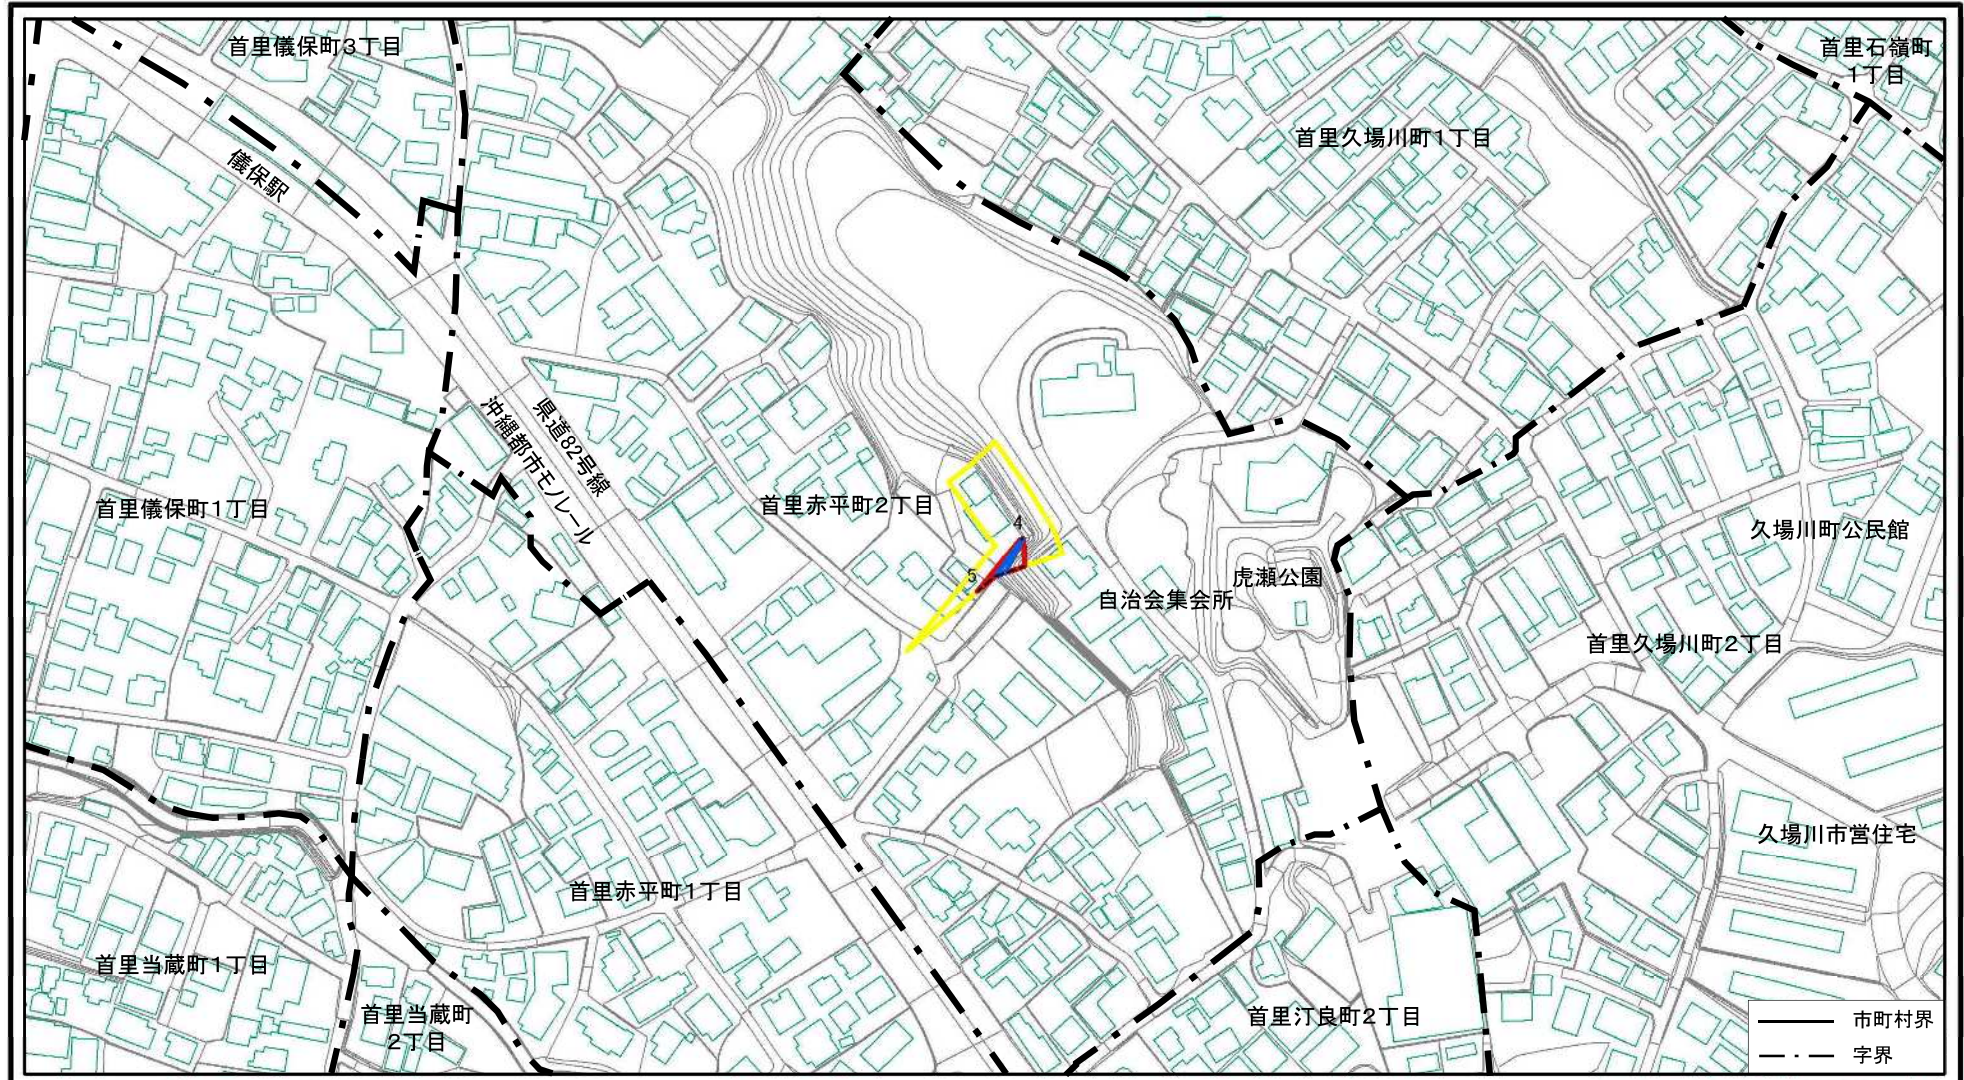 首里儀保町3丁目
首里石嶺町
1丁目
首里久場川町1丁目
儀保駅
県道82号線
沖縄都市モノレール
首里儀保町1丁目
首里赤平町2丁目
4
5
久場川町公民館
虎瀬公園
自治会集会所
首里久場川町2丁目
久場川市営住宅
首里赤平町1丁目
首里当蔵町1丁目
首里当蔵町
2丁目
首里汀良町2丁目
市町村界
字界